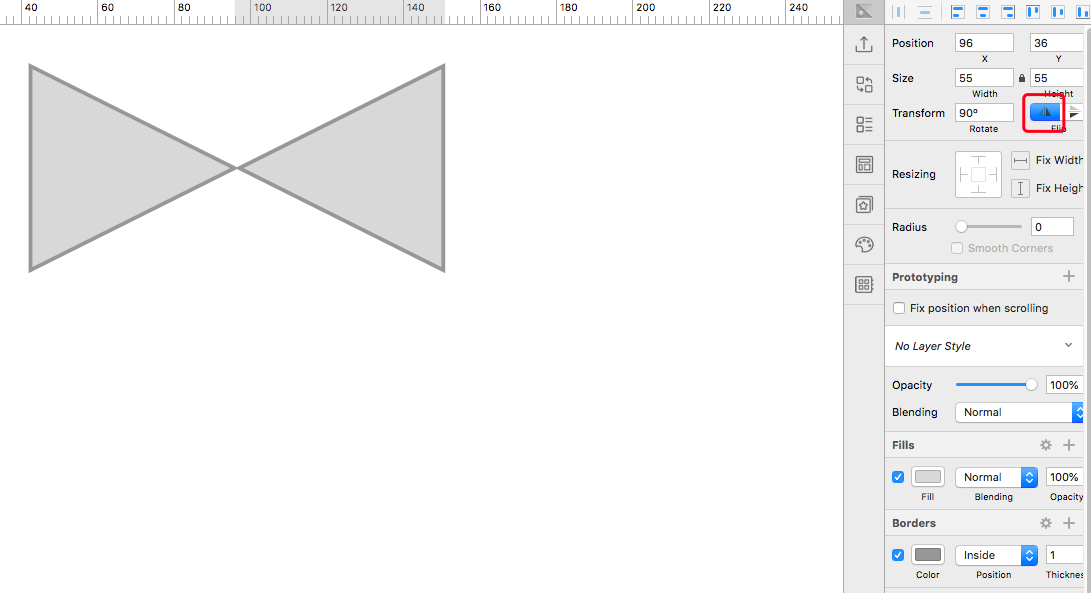 40 60 80 100 120 140 160 180 200 220 240
Position 96 36
X Y
Size 55 55
Width Height
Transform 90º
Rotate Flip
Resizing Fix Width
Fix Heigh
Radius 0
Smooth Corners
Prototyping
Fix position when scrolling
No Layer Style
Opacity 100%
Blending Normal
Fills
Normal 100%
Fill Blending Opacity
Borders
Inside 1
Color Position Thicknes